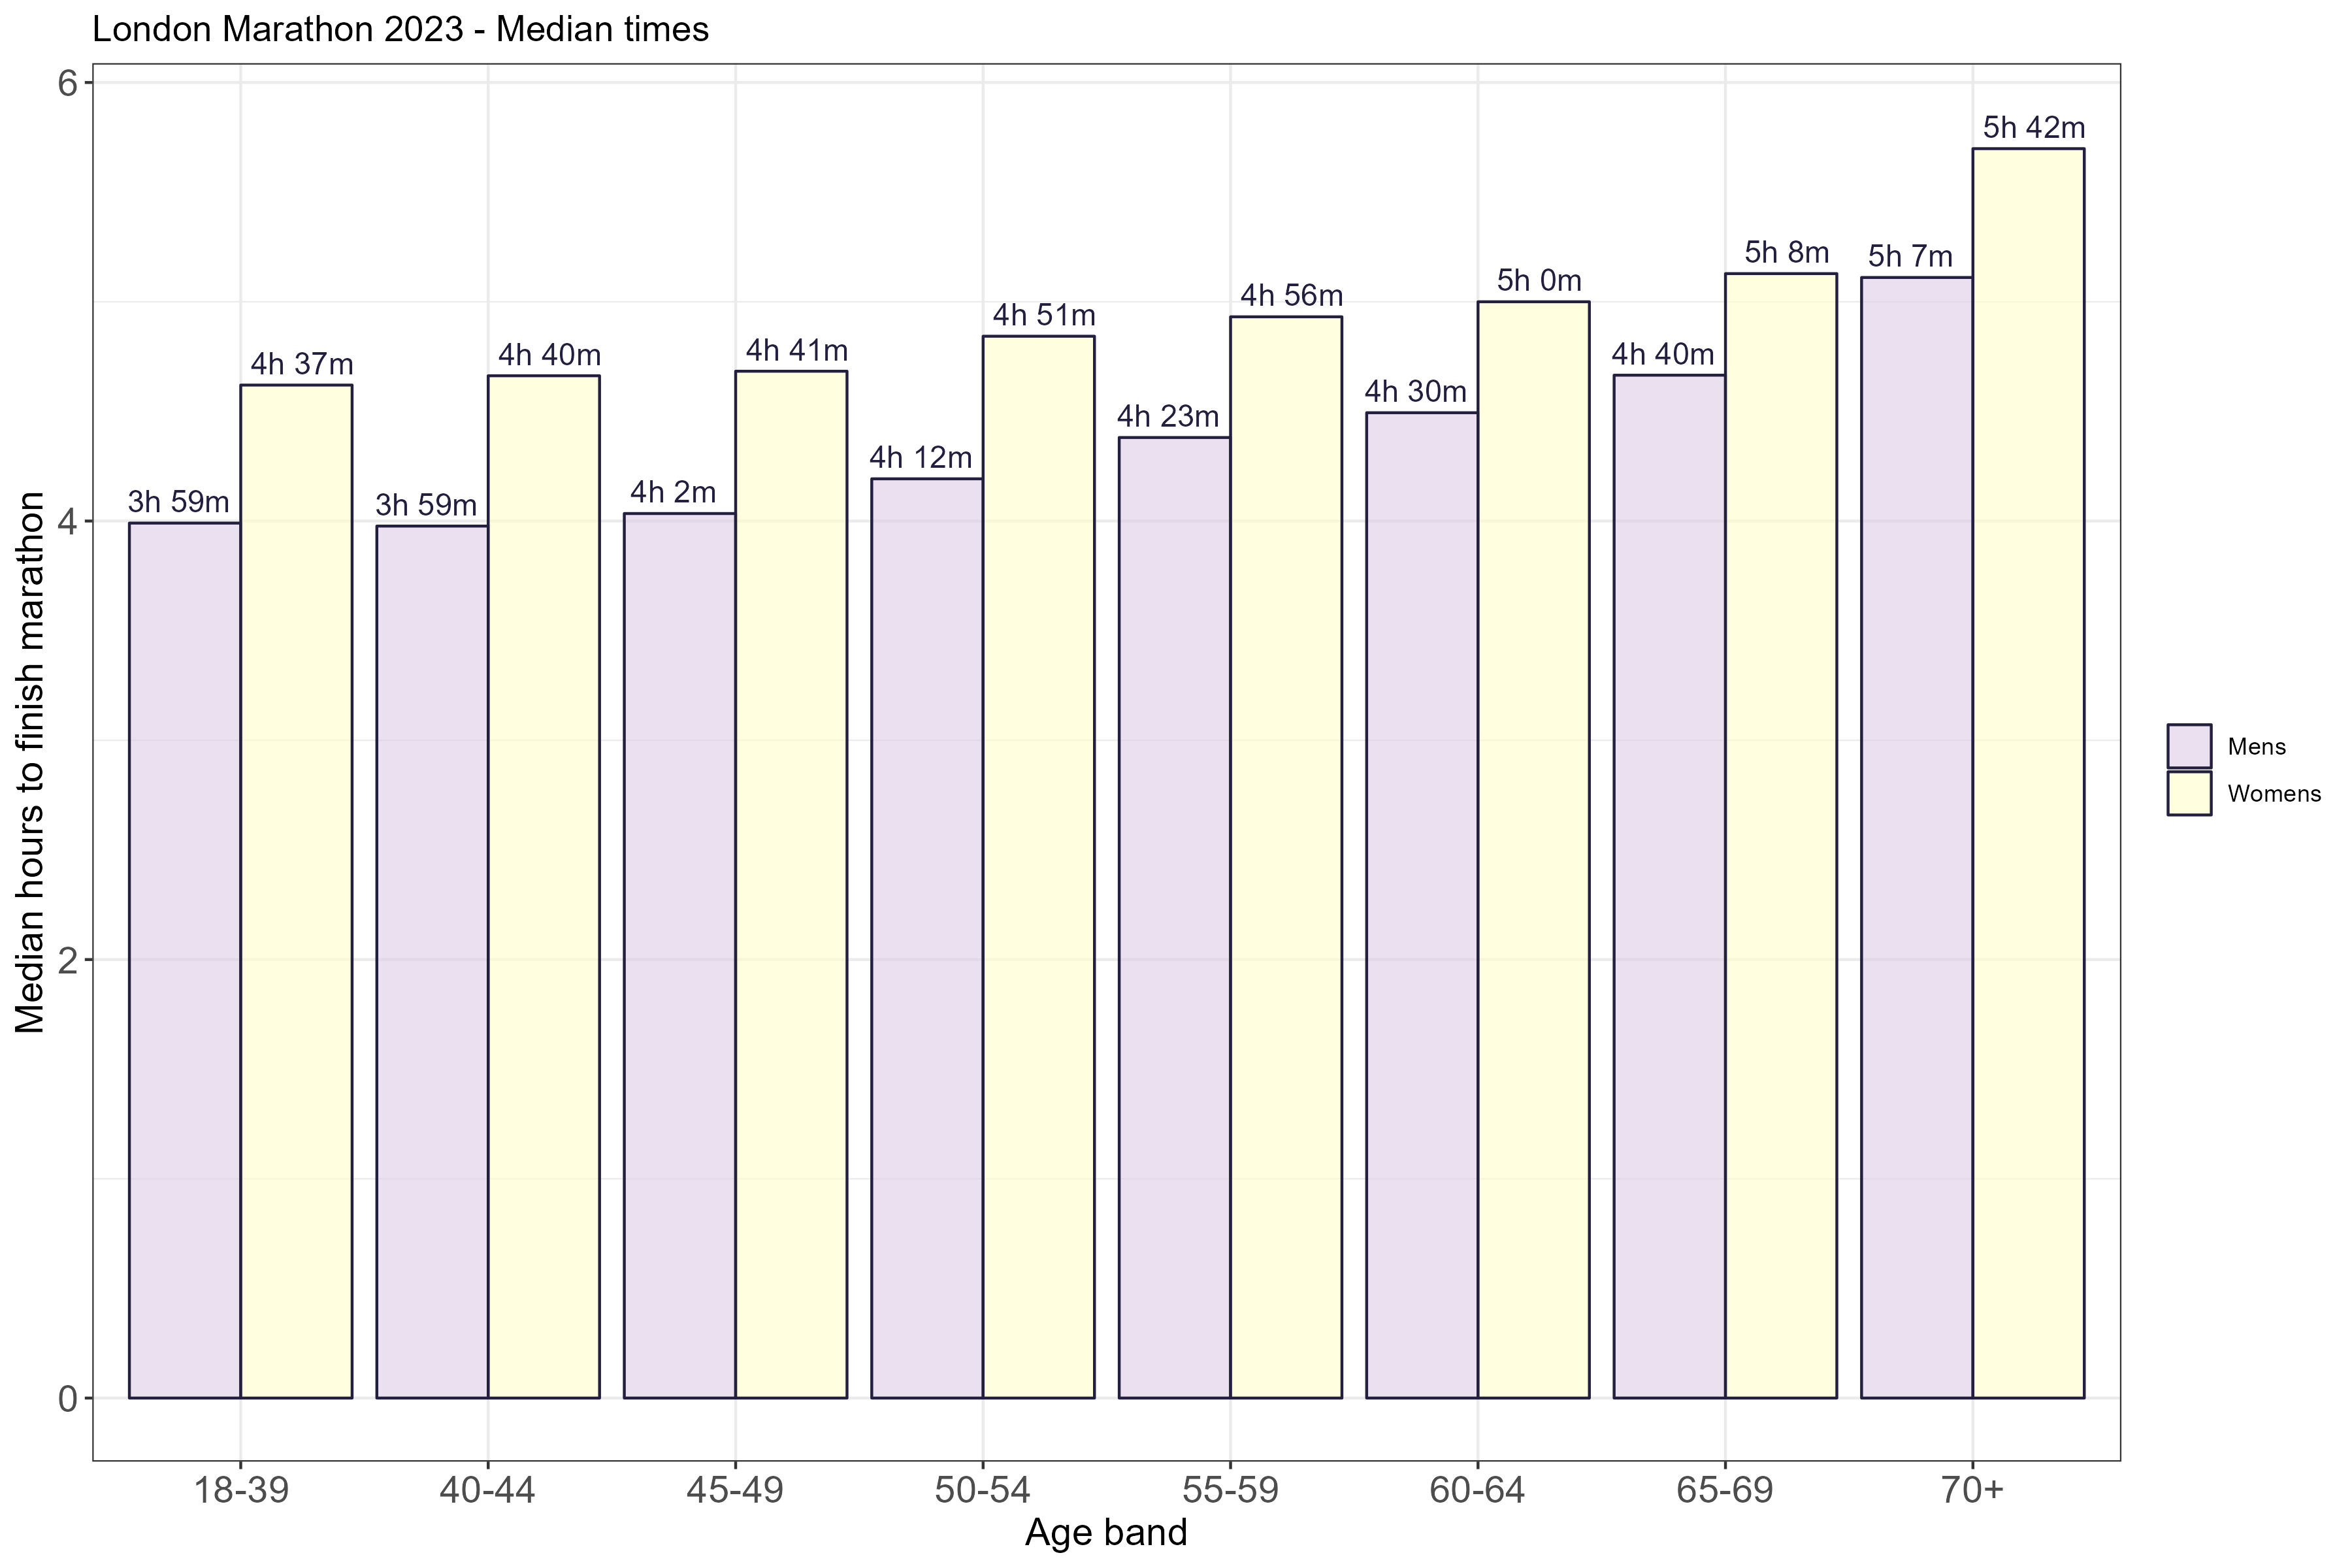 London Marathon 2023 - Median times
Median hours to finish marathon
6
4
2
0
3h 59m
4h 37m
3h 59m
4h 40m
4h 2m
4h 41m
4h 12m
4h 51m
4h 23m
4h 56m
4h 30m
5h 0m
4h 40m
5h 8m
5h 7m
5h 42m
18-39
40-44
45-49
50-54
55-59
60-64
65-69
70+
Age band
Mens
Womens